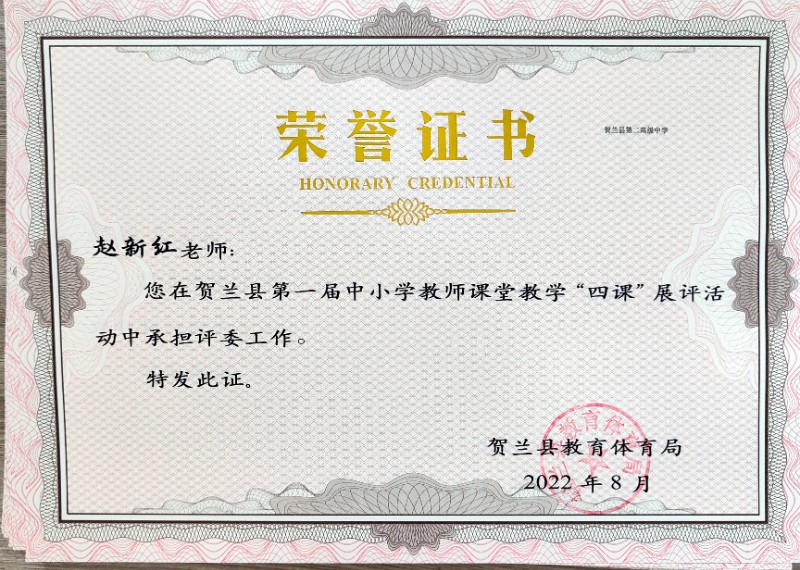 荣誉证书
贺兰县第二高级中学
HONORARY CREDENTIAL
赵新红老师：
您在贺兰县第一届中小学教师课堂教学“四课”展评活
动中承担评委工作。
特发此证。
贺兰县教育体育局
2022 年 8 月